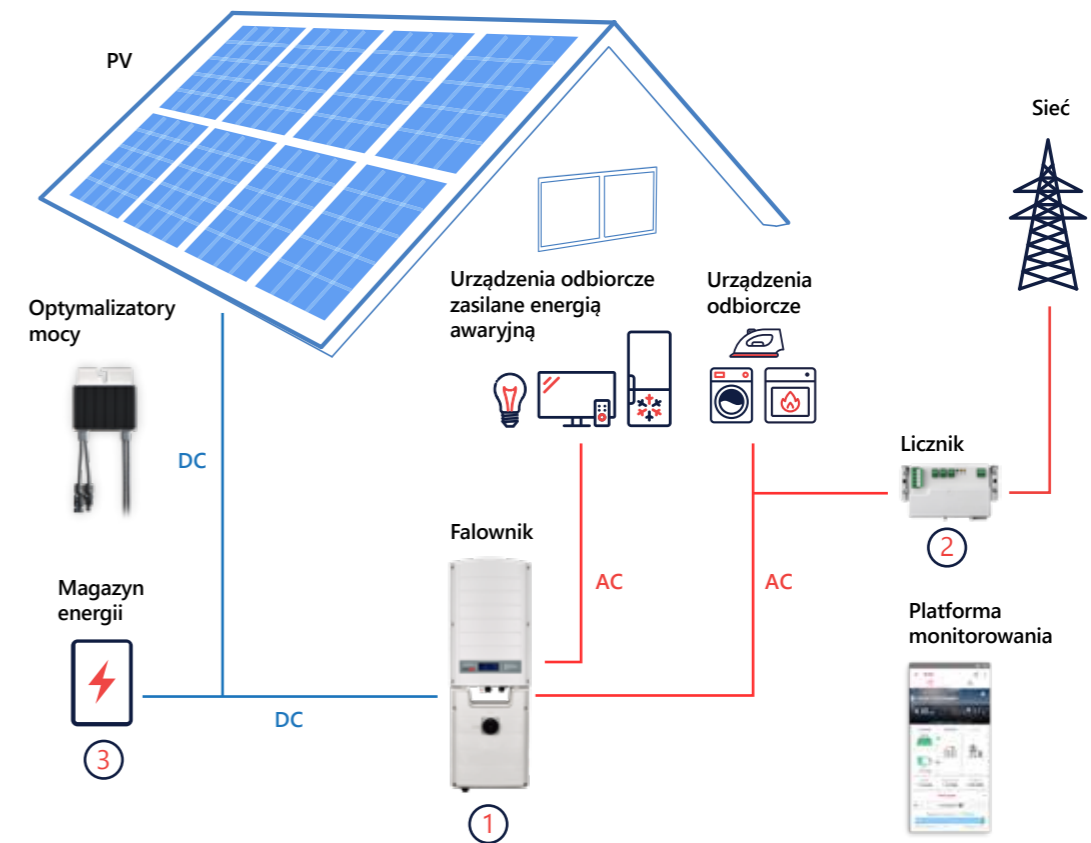 PV
Sieć
Urządzenia odbiorcze
zasilane energią
awaryjną
Urządzenia
odbiorcze
Optymalizatory
mocy
DC
Licznik
2
Falownik
AC
AC
Magazyn
energii
3
DC
Platforma
monitorowania
1